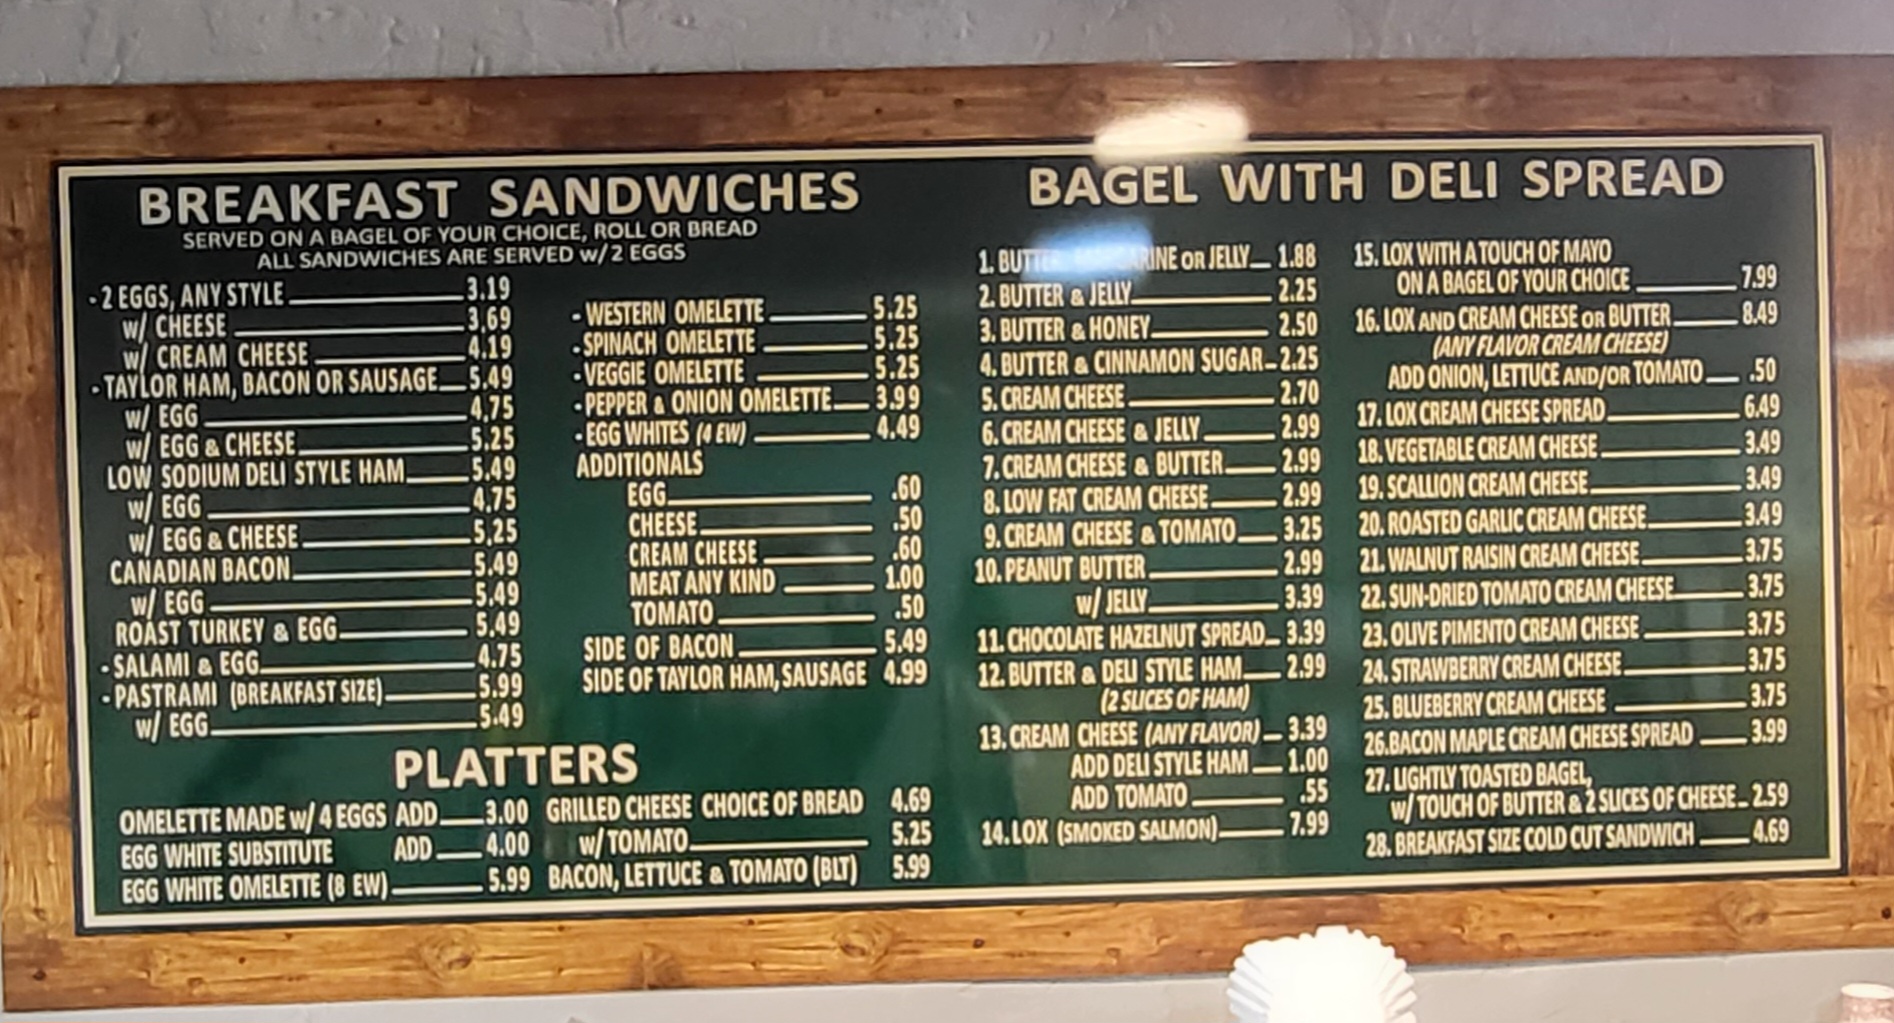 BREAKFAST SANDWICHES
SERVED ON A BAGEL OF YOUR CHOICE, ROLL OR BREAD
ALL SANDWICHES ARE SERVED w/ 2 EGGS
- 2 EGGS, ANY STYLE 3.19
w/ CHEESE 3.69
w/ CREAM CHEESE 4.19
- TAYLOR HAM, BACON OR SAUSAGE 5.49
w/ EGG 4.75
w/ EGG & CHEESE 5.25
LOW SODIUM DELI STYLE HAM 5.49
w/ EGG 4.75
w/ EGG & CHEESE 5.25
CANADIAN BACON 5.49
w/ EGG 5.49
ROAST TURKEY & EGG 5.49
- SALAMI & EGG 4.75
- PASTRAMI (BREAKFAST SIZE) 5.99
w/ EGG 5.49
- WESTERN OMELETTE 5.25
- SPINACH OMELETTE 5.25
- VEGGIE OMELETTE 5.25
- PEPPER & ONION OMELETTE 3.99
- EGG WHITES (4 EW) 4.49
ADDITIONALS
EGG .60
CHEESE .50
CREAM CHEESE .60
MEAT ANY KIND 1.00
TOMATO .50
SIDE OF BACON 5.49
SIDE OF TAYLOR HAM, SAUSAGE 4.99
PLATTERS
OMELETTE MADE w/ 4 EGGS ADD 3.00
EGG WHITE SUBSTITUTE ADD 4.00
EGG WHITE OMELETTE (8 EW) 5.99
GRILLED CHEESE CHOICE OF BREAD 4.69
w/ TOMATO 5.25
BACON, LETTUCE & TOMATO (BLT) 5.99
BAGEL WITH DELI SPREAD
1. OR JELLY 1.88
2. BUTTER & JELLY 2.25
3. BUTTER & HONEY 2.50
4. BUTTER & CINNAMON SUGAR 2.25
5. CREAM CHEESE 2.70
6. CREAM CHEESE & JELLY 2.99
7. CREAM CHEESE & BUTTER 2.99
8. LOW FAT CREAM CHEESE 2.99
9. CREAM CHEESE & TOMATO 3.25
10. PEANUT BUTTER 2.99
w/ JELLY 3.39
11. CHOCOLATE HAZELNUT SPREAD 3.39
12. BUTTER & DELI STYLE HAM 2.99
(2 SLICES OF HAM)
13. CREAM CHEESE (ANY FLAVOR) 3.39
ADD DELI STYLE HAM 1.00
ADD TOMATO .55
14. LOX (SMOKED SALMON) 7.99
15. LOX WITH A TOUCH OF MAYO
ON A BAGEL OF YOUR CHOICE 7.99
16. LOX AND CREAM CHEESE OR BUTTER 8.49
(ANY FLAVOR CREAM CHEESE)
ADD ONION, LETTUCE AND/OR TOMATO .50
17. LOX CREAM CHEESE SPREAD 6.49
18. VEGETABLE CREAM CHEESE 3.49
19. SCALLION CREAM CHEESE 3.49
20. ROASTED GARLIC CREAM CHEESE 3.49
21. WALNUT RAISIN CREAM CHEESE 3.75
22. SUN-DRIED TOMATO CREAM CHEESE 3.75
23. OLIVE PIMENTO CREAM CHEESE 3.75
24. STRAWBERRY CREAM CHEESE 3.75
25. BLUEBERRY CREAM CHEESE 3.75
26. BACON MAPLE CREAM CHEESE SPREAD 3.99
27. LIGHTLY TOASTED BAGEL,
w/ TOUCH OF BUTTER & 2 SLICES OF CHEESE 2.59
28. BREAKFAST SIZE COLD CUT SANDWICH 4.69